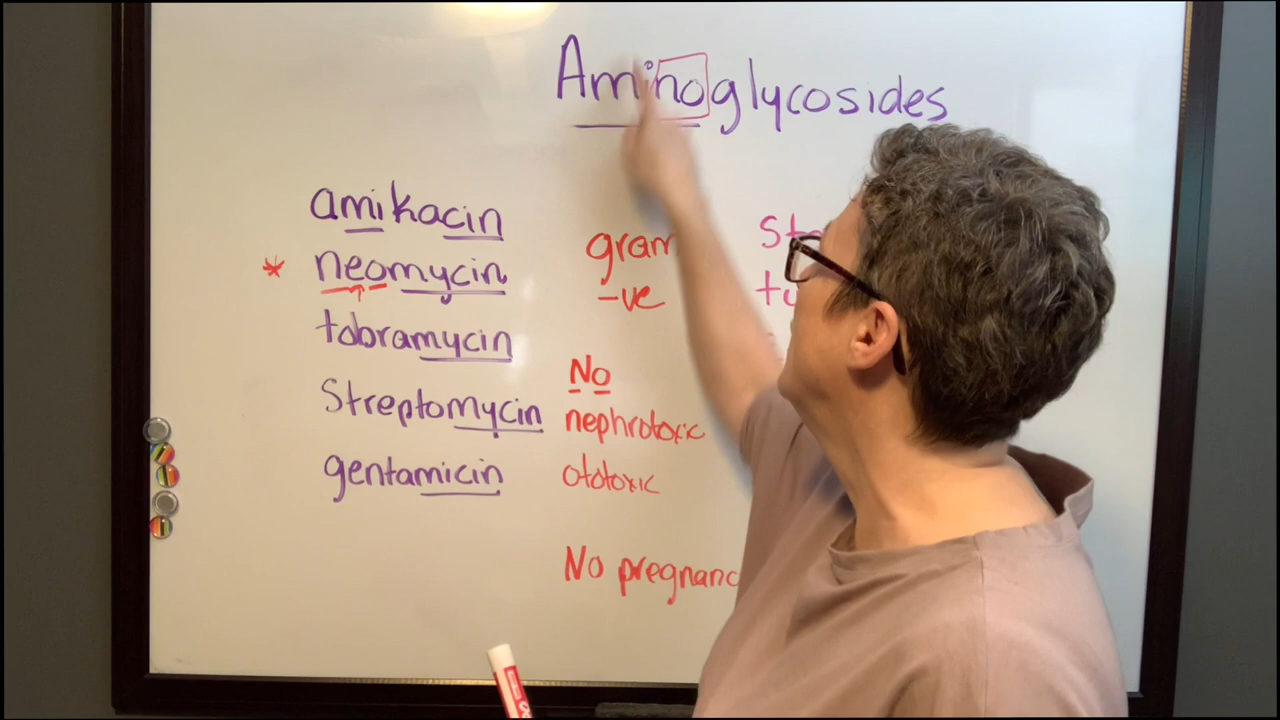 Aminoglycosides
amikacin
* neomycin
tobramycin
Streptomycin
gentamicin
gram
-ve
No
nephrotoxic
ototoxic
No pregnanc